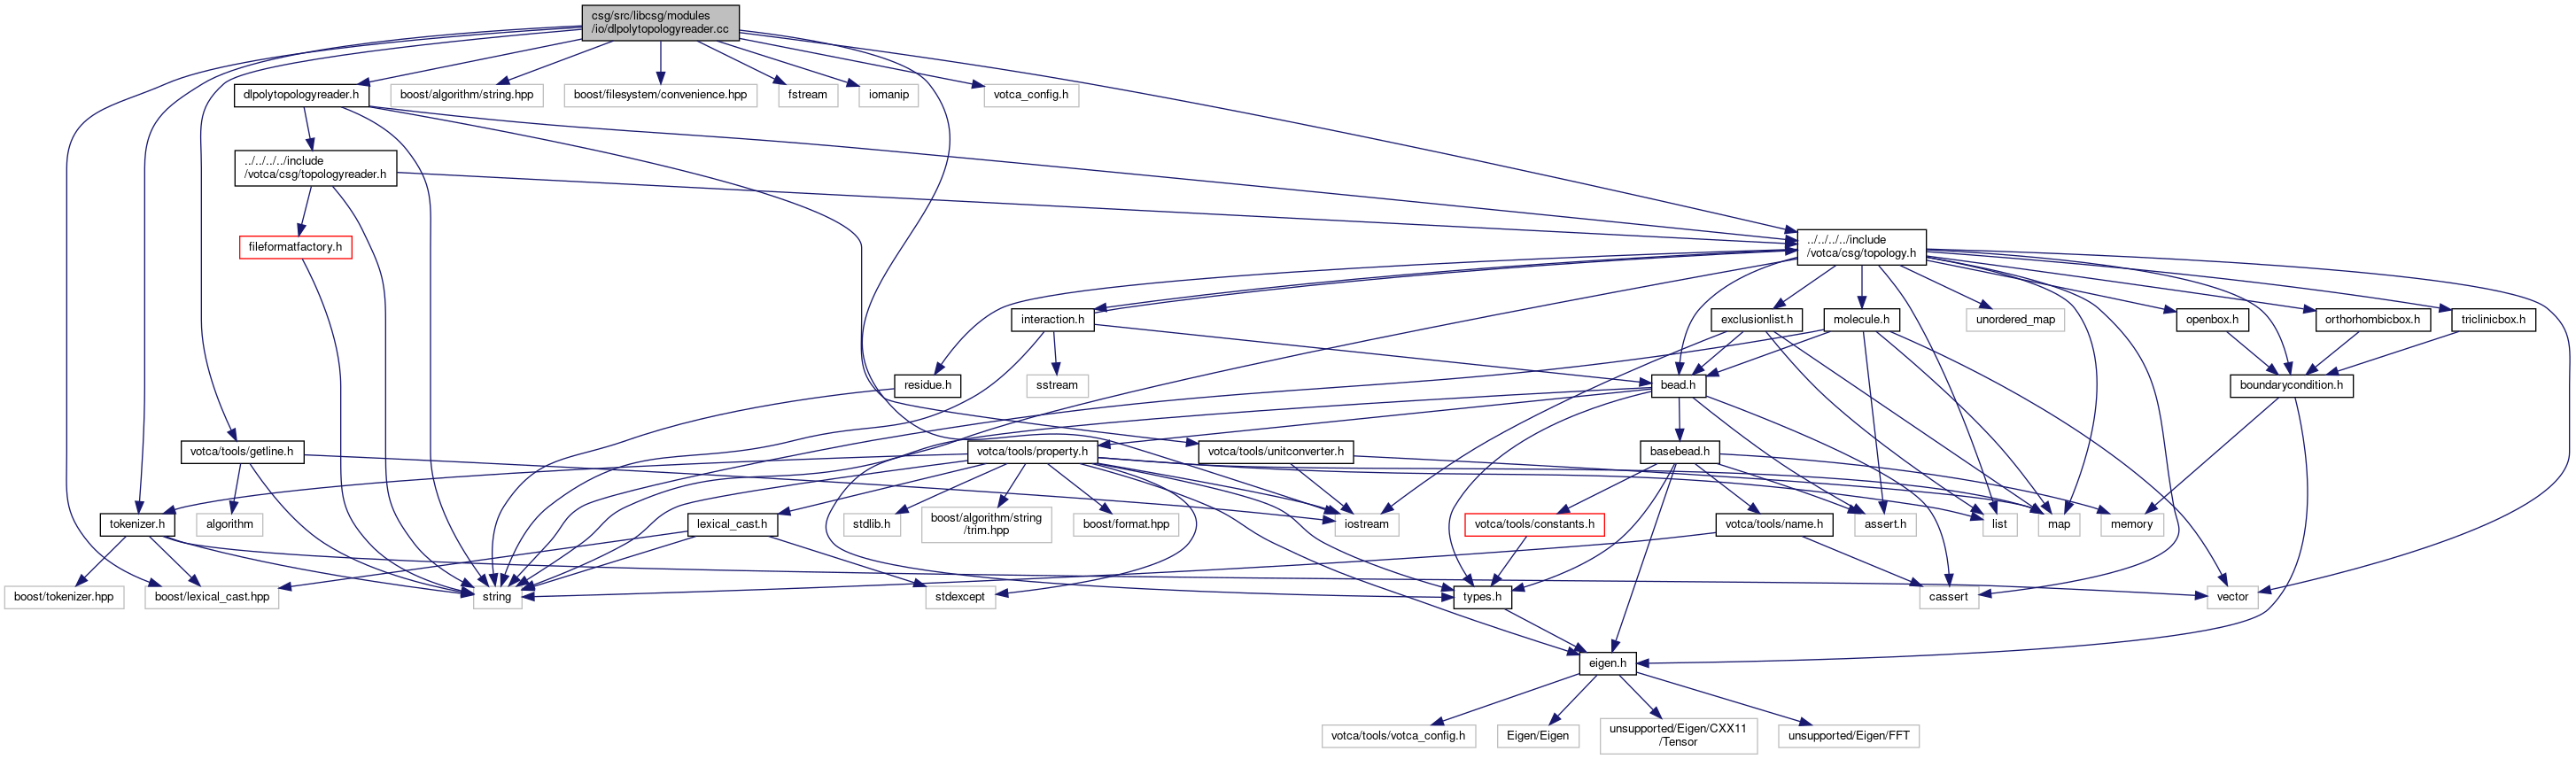 csg/src/libcsg/modules
/io/dlpolytopologyreader.cc
dlpolytopologyreader.h
boost/algorithm/string.hpp
boost/filesystem/convenience.hpp
fstream
iomanip
votca_config.h
../../../../include
/votca/csg/topologyreader.h
fileformatfactory.h
../../../../include
/votca/csg/topology.h
interaction.h
exclusionlist.h
molecule.h
unordered_map
openbox.h
orthorhombicbox.h
triclinicbox.h
residue.h
sstream
bead.h
boundarycondition.h
votca/tools/getline.h
votca/tools/property.h
votca/tools/unitconverter.h
basebead.h
tokenizer.h
algorithm
lexical_cast.h
stdlib.h
boost/algorithm/string
/trim.hpp
boost/format.hpp
iostream
votca/tools/constants.h
votca/tools/name.h
assert.h
list
map
memory
boost/tokenizer.hpp
boost/lexical_cast.hpp
string
stdexcept
types.h
cassert
vector
eigen.h
votca/tools/votca_config.h
Eigen/Eigen
unsupported/Eigen/CXX11
/Tensor
unsupported/Eigen/FFT